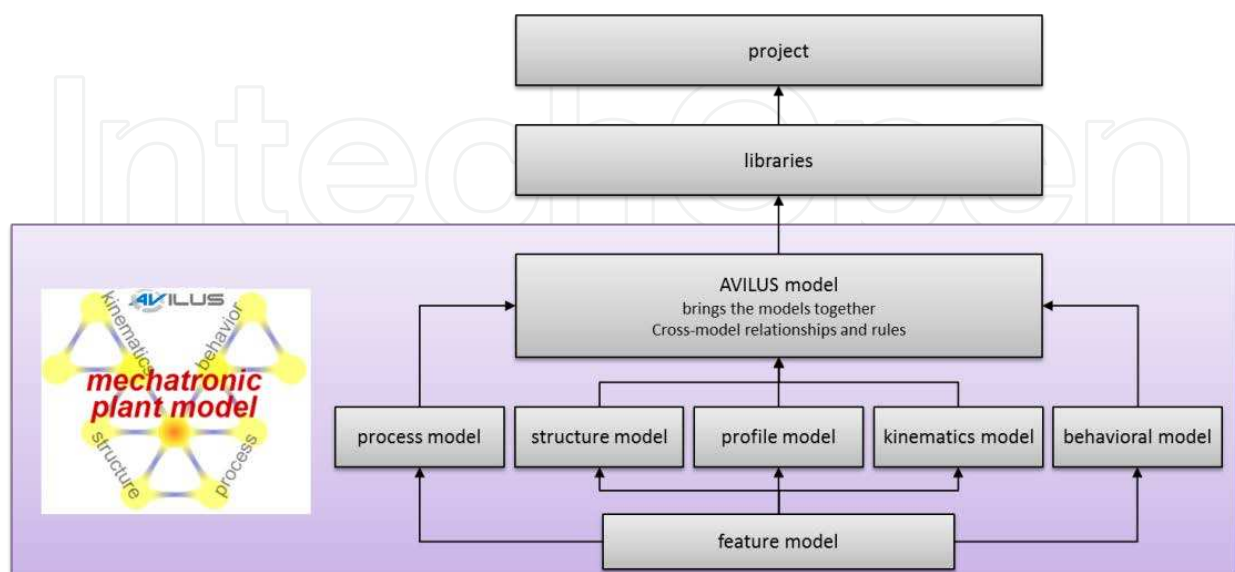 project
IntechOpen
libraries
AVILUS model
brings the models together
Cross-model relationships and rules
AVILUS
kinematics
behavior
mechatronic
plant model
structure
process
process model
structure model
profile model
kinematics model
behavioral model
feature model